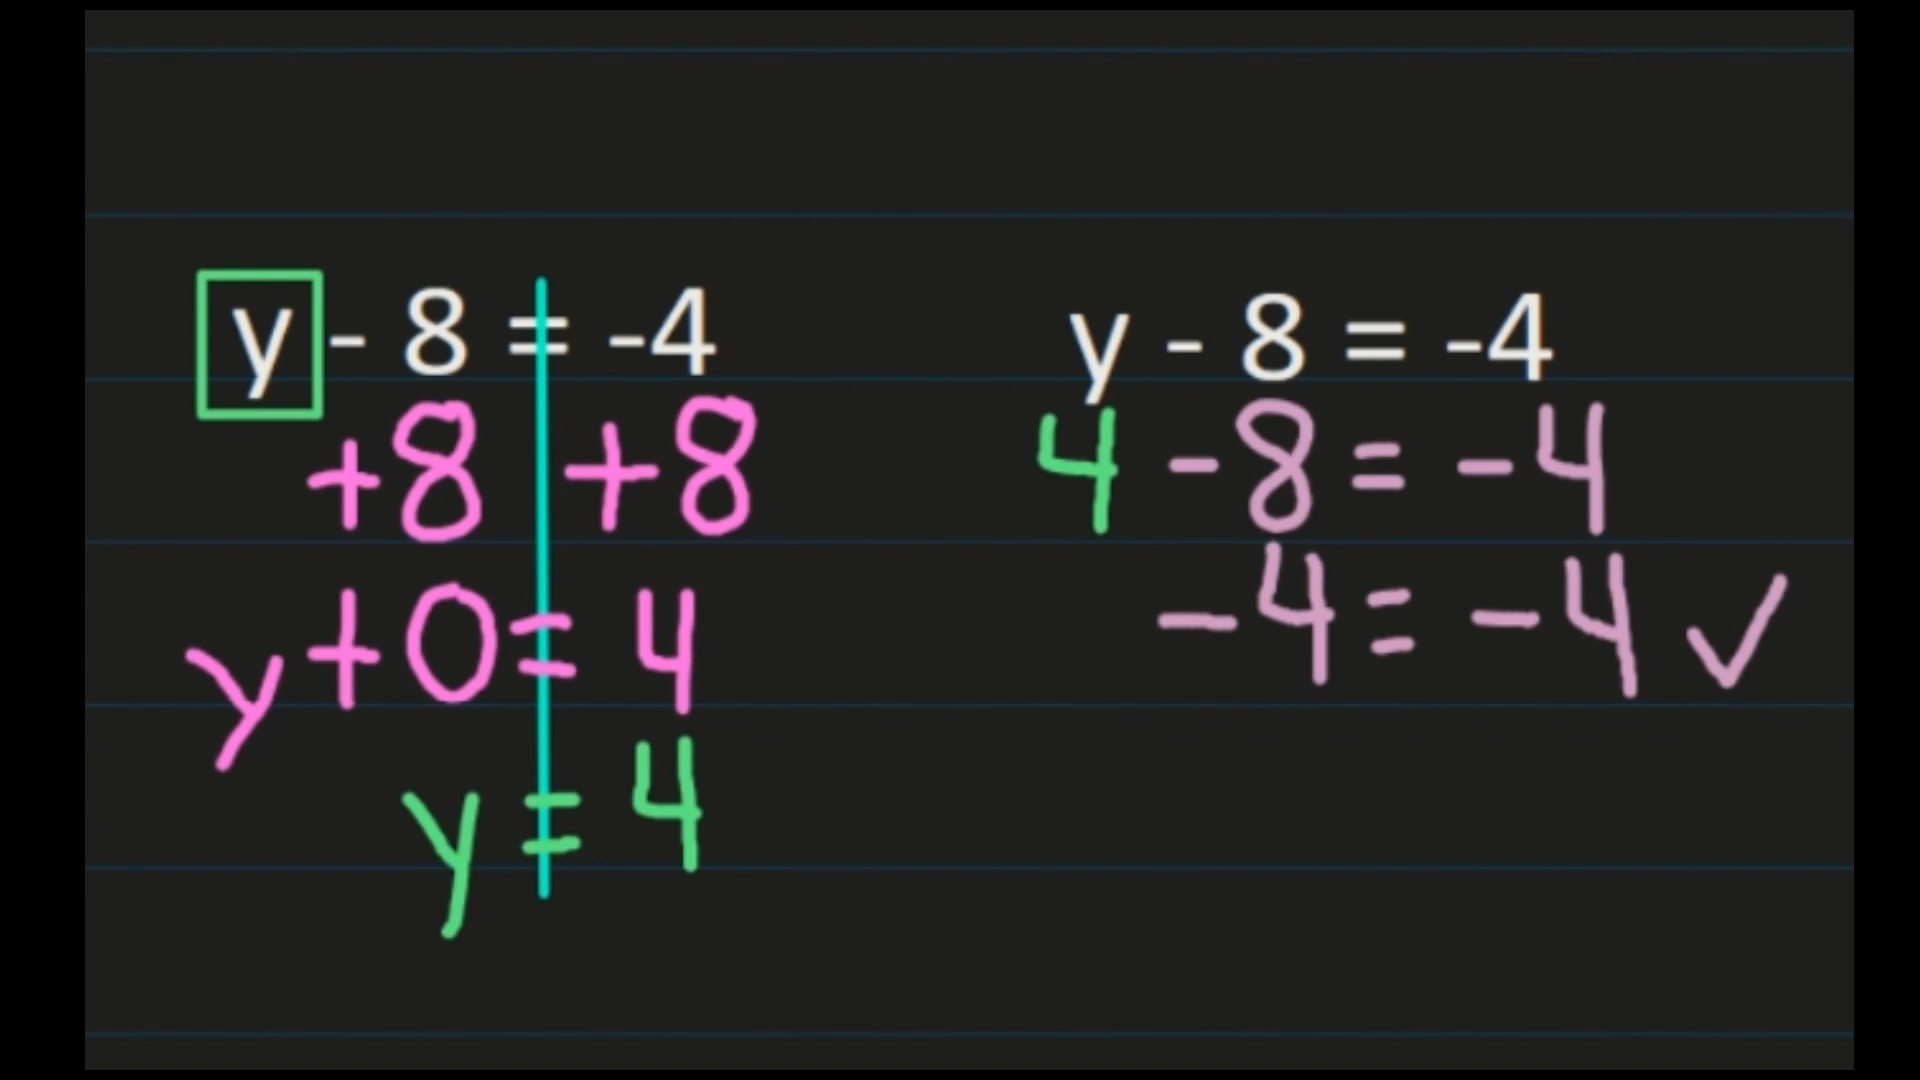 y - 8 = -4
+8 +8
y + 0 = 4
y = 4
y - 8 = -4
4 - 8 = - 4
- 4 = - 4 ✓